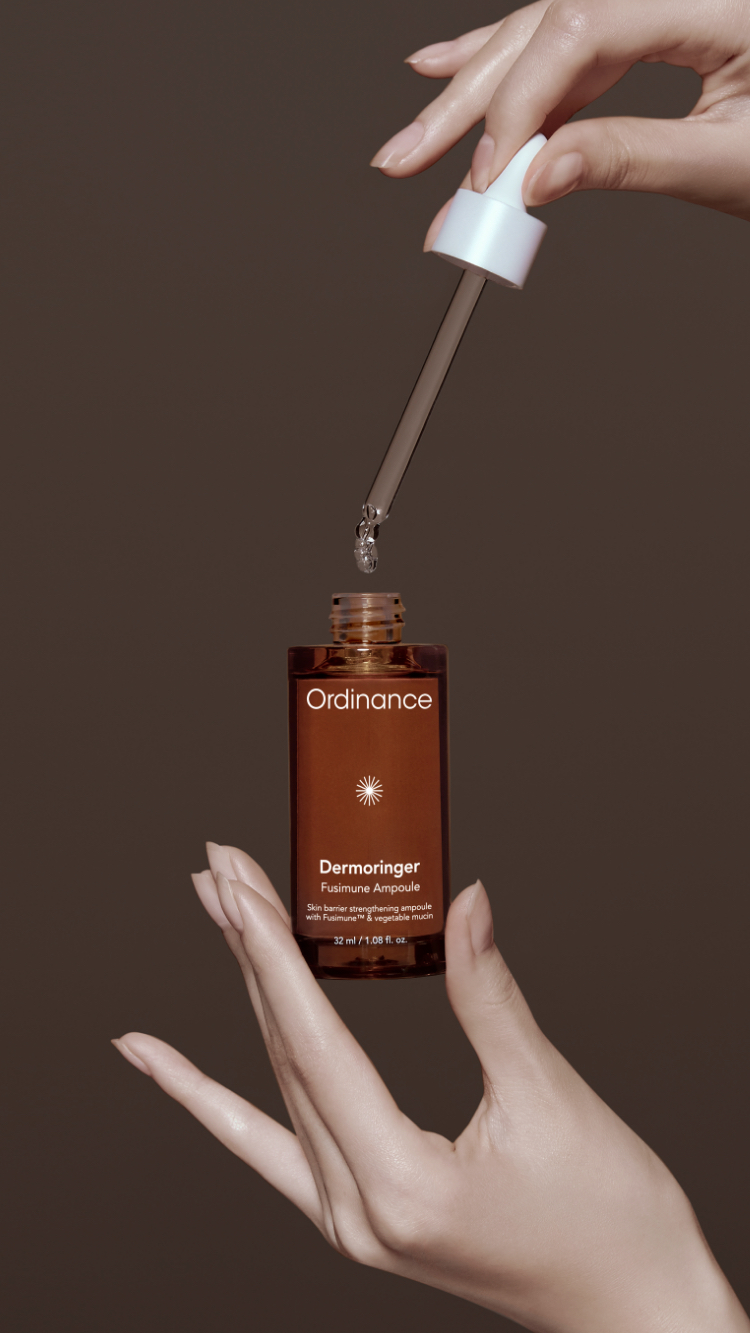 Ordinance
Dermoringer
Fusimune Ampoule
Skin barrier strengthening ampoule
with Fusimune™ & vegetable mucin
32 ml / 1.08 fl. oz.